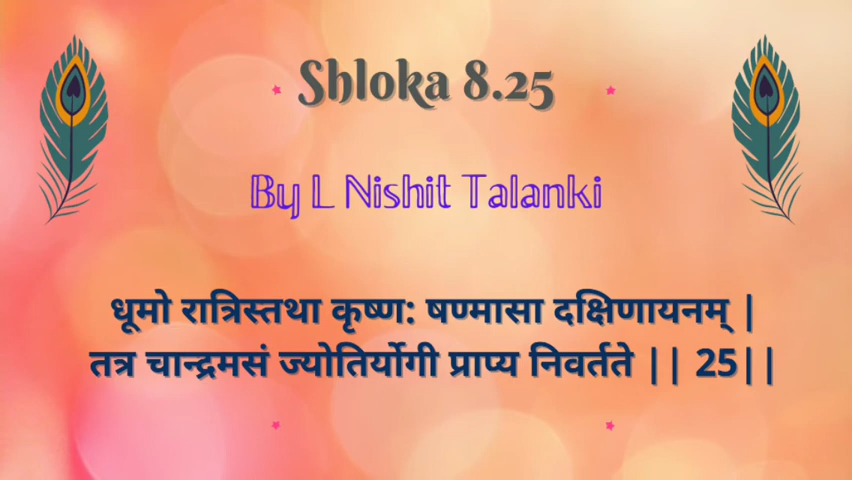 Shloka 8.25
By L Nishit Talanki
धूमो रात्रिस्तथा कृष्ण: षण्मासा दक्षिणायनम् |
तत्र चान्द्रमसं ज्योतिर्योगी प्राप्य निवर्तते || 25||